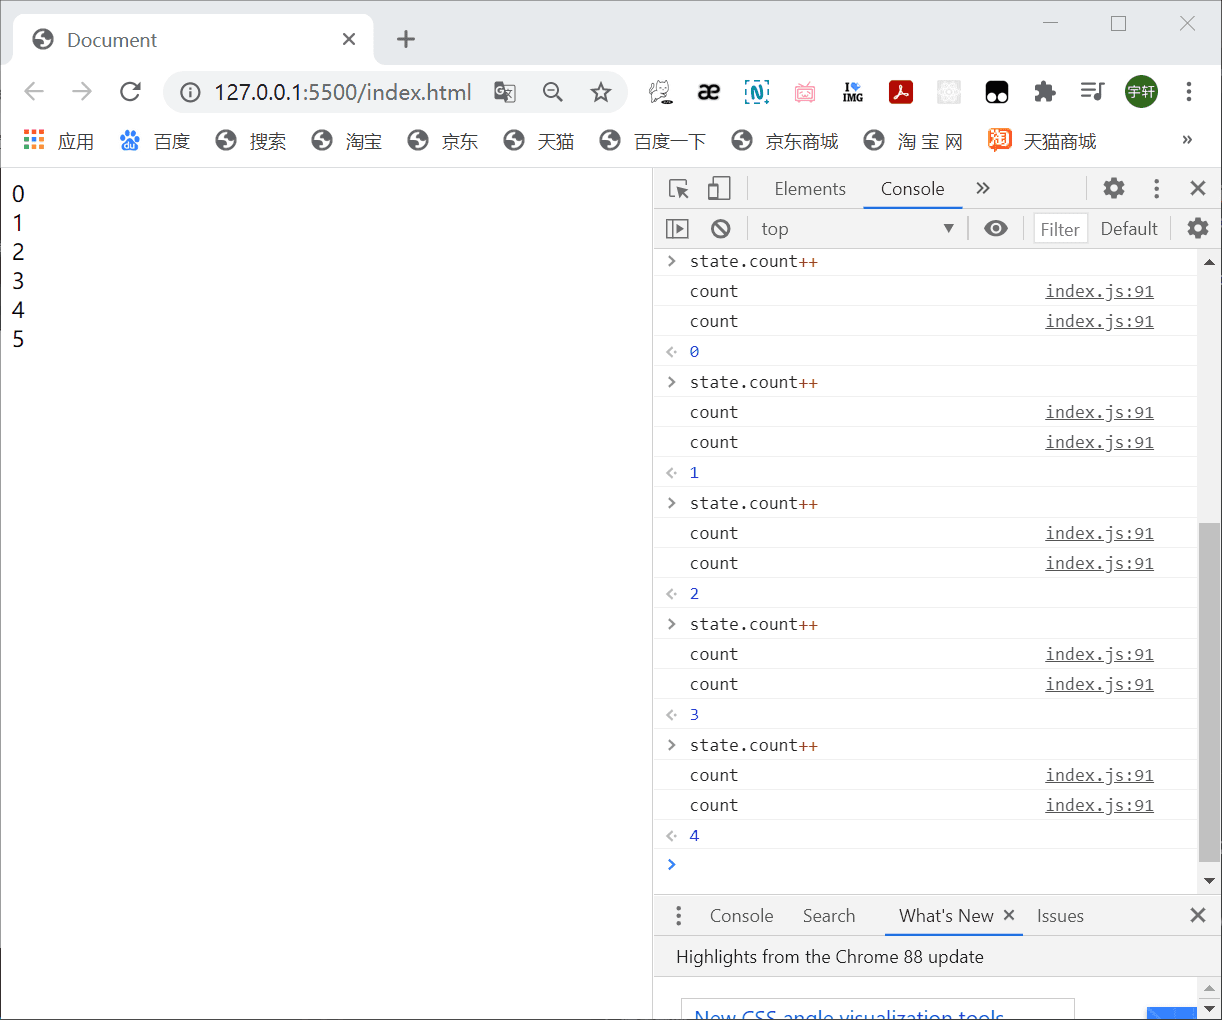 Document
127.0.0.1:5500/index.html
IMG
宇轩
应用 百度 搜索 淘宝 京东 天猫 百度一下 京东商城 淘 宝 网 天猫商城 »
0
1
2
3
4
5
Elements Console »
top Filter Default
state.count++
count index.js:91
count index.js:91
0
state.count++
count index.js:91
count index.js:91
1
state.count++
count index.js:91
count index.js:91
2
state.count++
count index.js:91
count index.js:91
3
state.count++
count index.js:91
count index.js:91
4
Console Search What's New Issues
Highlights from the Chrome 88 update
New CSS angle visualization tools